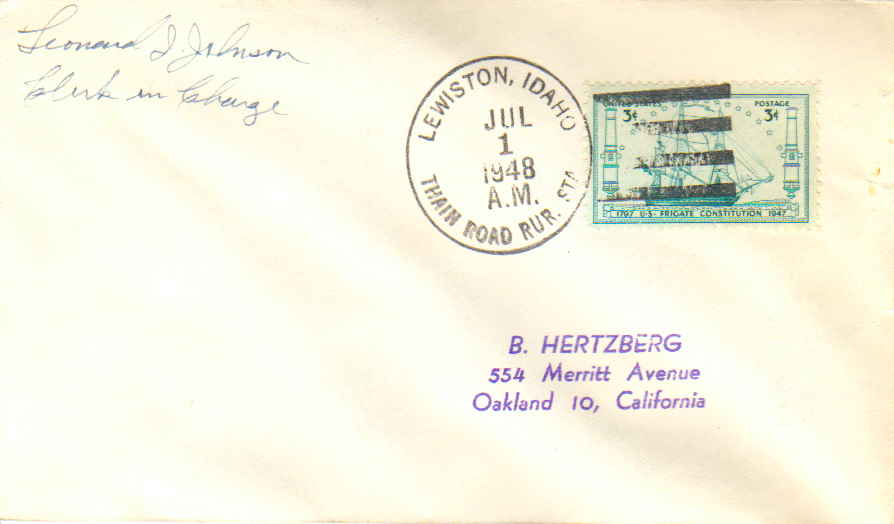 Leonard I. Johnson
Clerk in Charge
LEWISTON, IDAHO
JUL
1
1948
A.M.
THAIN ROAD RUR. STA.
UNITED STATES POSTAGE
3¢ 3¢
1797 U.S. FRIGATE CONSTITUTION 1947
B. HERTZBERG
554 Merritt Avenue
Oakland 10, California